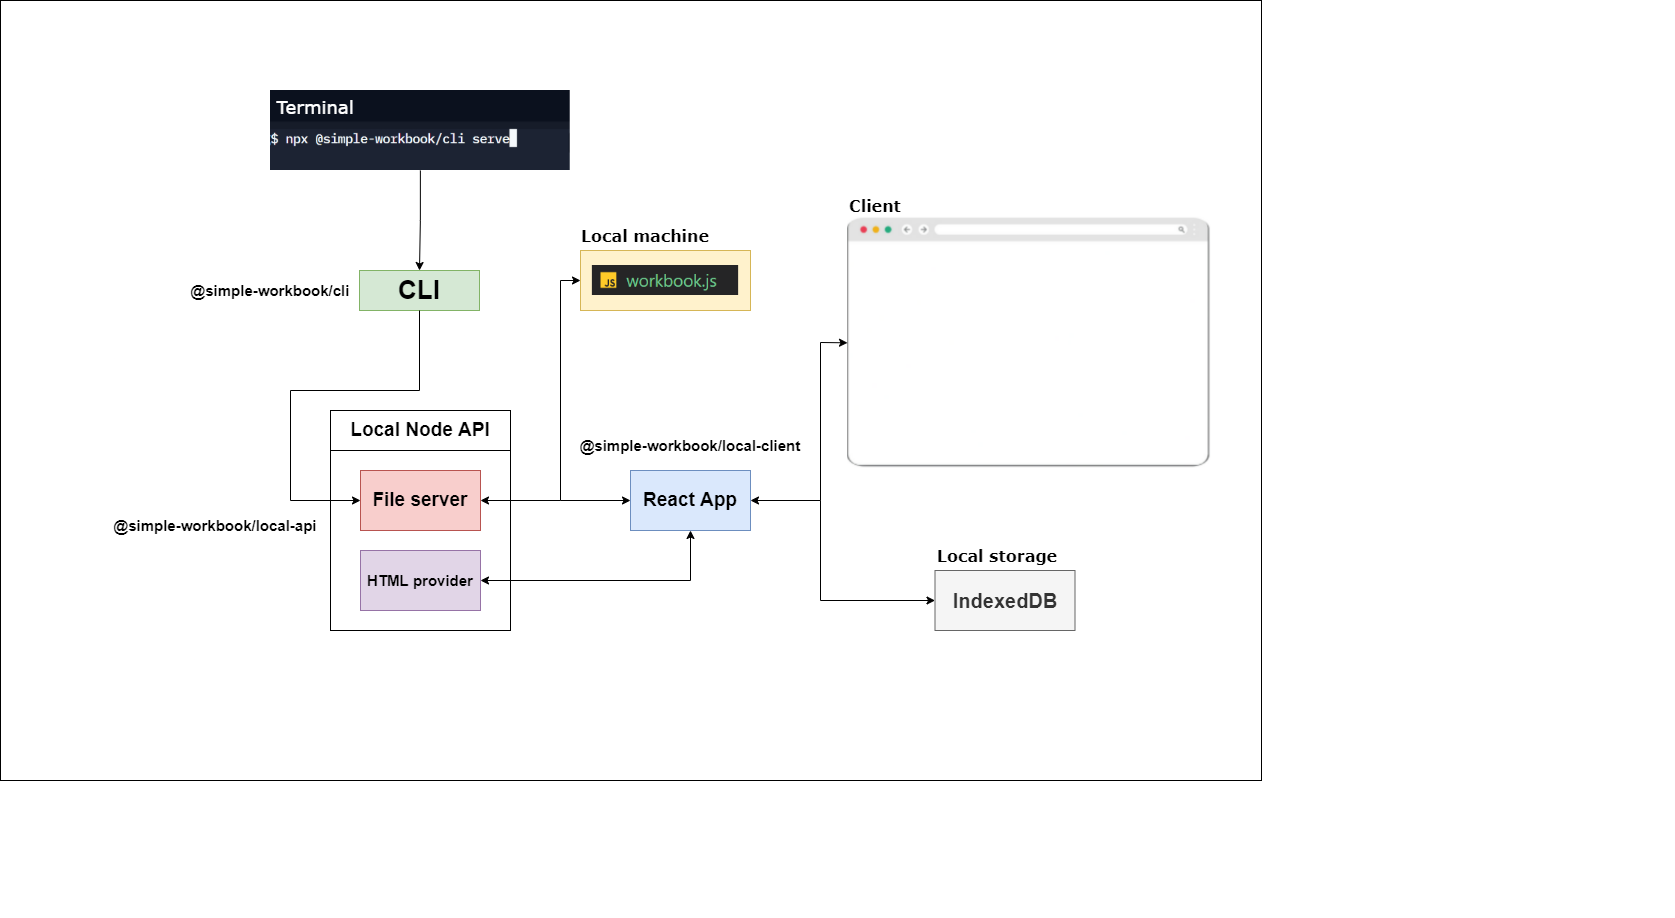 Terminal
$ npx @simple-workbook/cli serve
Client
Local machine
JS workbook.js
@simple-workbook/cli
CLI
Local Node API
@simple-workbook/local-client
File server
React App
@simple-workbook/local-api
HTML provider
Local storage
IndexedDB